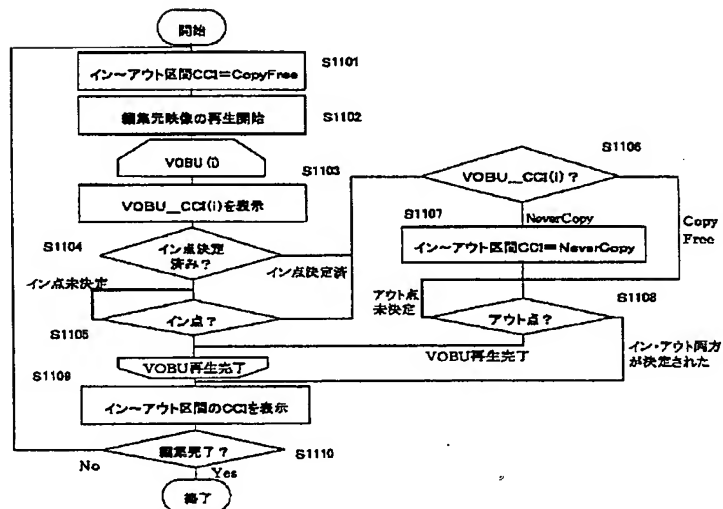 開始
イン~アウト区間CCI=CopyFree
S1101
編集元映像の再生開始
S1102
VOBU(i)
S1103
VOBU__CCI(i)を表示
S1104
イン点決定
済み?
イン点決定済
イン点未決定
イン点?
S1105
VOBU__CCI(i)?
S1106
NeverCopy
Copy
Free
S1107
イン~アウト区間CCI=NeverCopy
アウト点
未決定
アウト点?
S1108
VOBU再生完了
イン・アウト両方
が決定された
VOBU再生完了
S1109
イン~アウト区間のCCIを表示
編集完了?
S1110
No
Yes
終了